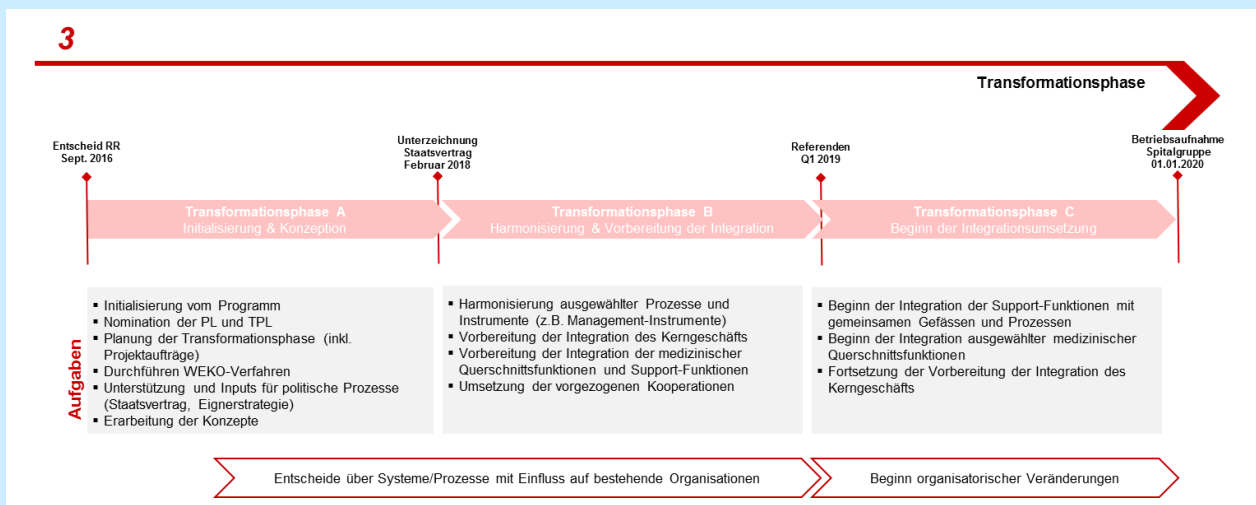 3
Transformationsphase
Entscheid RR
Sept. 2016
Unterzeichnung
Staatsvertrag
Februar 2018
Referenden
Q1 2019
Betriebsaufnahme
Spitalgruppe
01.01.2020
Transformationsphase A
Initialisierung & Konzeption
Transformationsphase B
Harmonisierung & Vorbereitung der Integration
Transformationsphase C
Beginn der Integrationsumsetzung
Aufgaben
▪ Initialisierung vom Programm
▪ Nomination der PL und TPL
▪ Planung der Transformationsphase (inkl.
Projektaufträge)
▪ Durchführen WEKO-Verfahren
▪ Unterstützung und Inputs für politische Prozesse
(Staatsvertrag, Eignerstrategie)
▪ Erarbeitung der Konzepte
▪ Harmonisierung ausgewählter Prozesse und
Instrumente (z.B. Management-Instrumente)
▪ Vorbereitung der Integration des Kerngeschäfts
▪ Vorbereitung der Integration der medizinischer
Querschnittsfunktionen und Support-Funktionen
▪ Umsetzung der vorgezogenen Kooperationen
▪ Beginn der Integration der Support-Funktionen mit
gemeinsamen Gefässen und Prozessen
▪ Beginn der Integration ausgewählter medizinischer
Querschnittsfunktionen
▪ Fortsetzung der Vorbereitung der Integration des
Kerngeschäfts
Entscheide über Systeme/Prozesse mit Einfluss auf bestehende Organisationen
Beginn organisatorischer Veränderungen